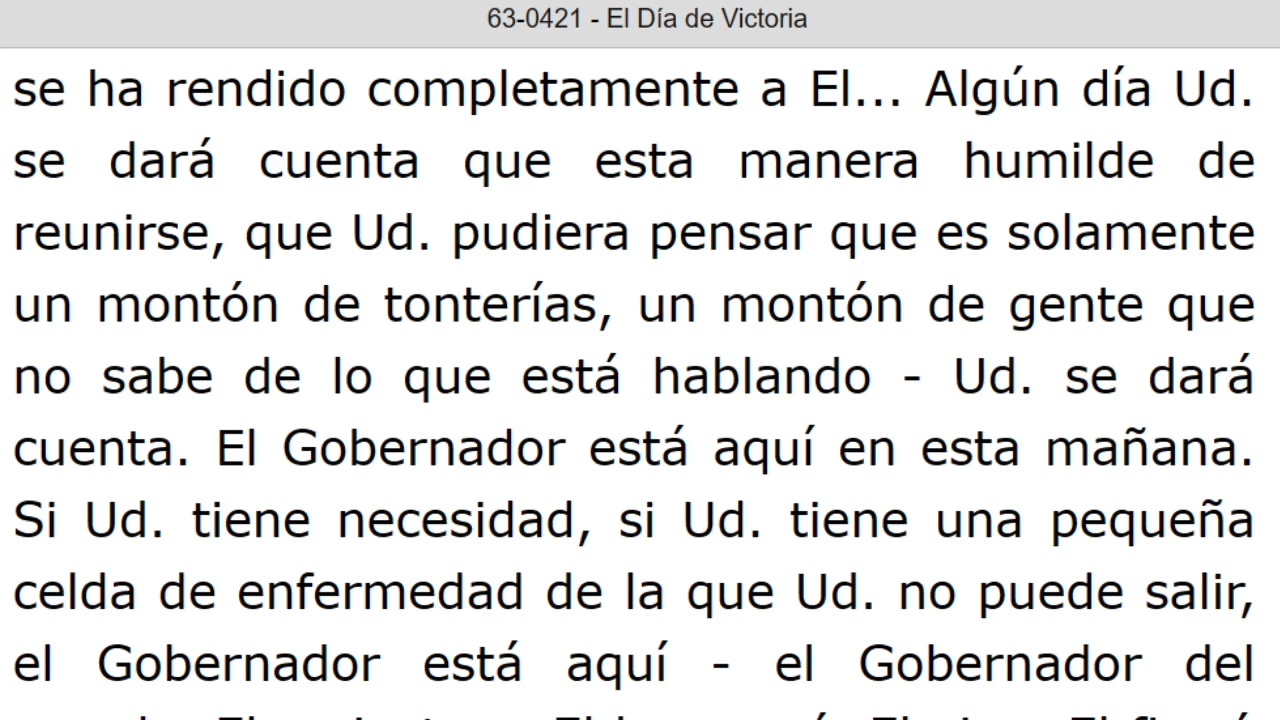 63-0421 - El Día de Victoria
se ha rendido completamente a El... Algún día Ud.
se dará cuenta que esta manera humilde de
reunirse, que Ud. pudiera pensar que es solamente
un montón de tonterías, un montón de gente que
no sabe de lo que está hablando - Ud. se dará
cuenta. El Gobernador está aquí en esta mañana.
Si Ud. tiene necesidad, si Ud. tiene una pequeña
celda de enfermedad de la que Ud. no puede salir,
el Gobernador está aquí - el Gobernador del